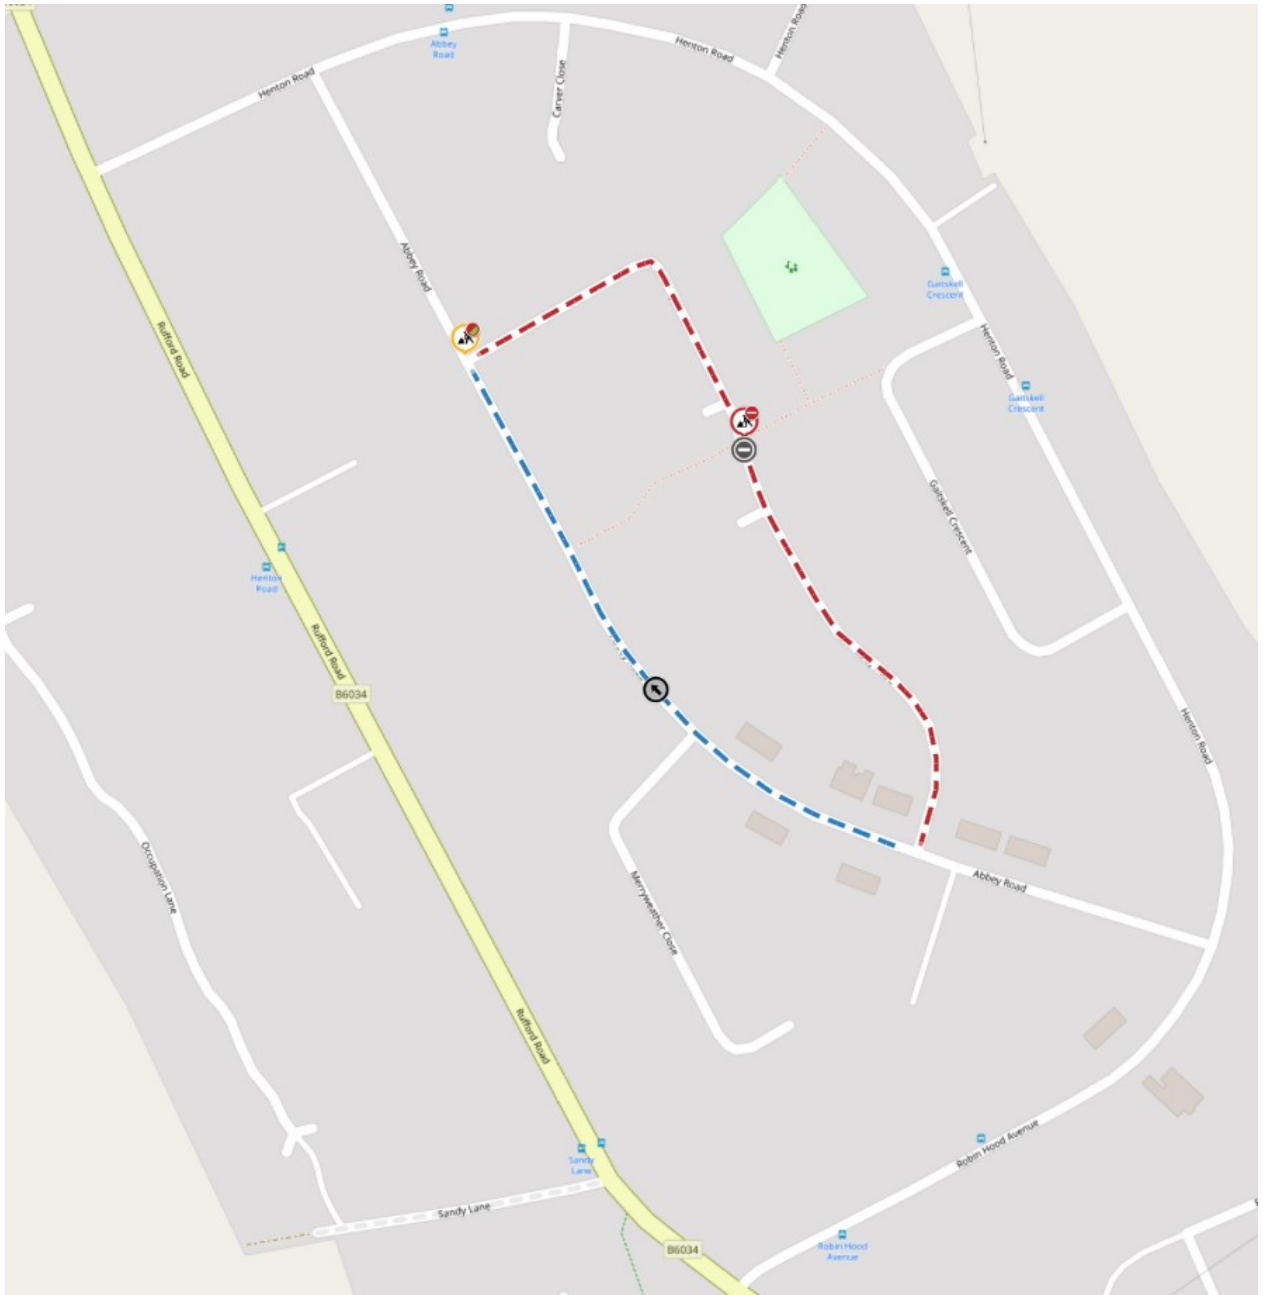 Abbey
Road
Henton Road
Henton Road
Henton Road
Carver Close
Abbey Road
Gaitskell
Crescent
Rufford Road
Henton Road
Gaitskell
Crescent
Gaitskell Crescent
Henton
Road
Rufford Road
B6034
Henton Road
Occupation Lane
Abbey Road
Merryweather Close
Rufford Road
Robin Hood Avenue
Sandy
Lane
Sandy Lane
Robin Hood
Avenue
B6034